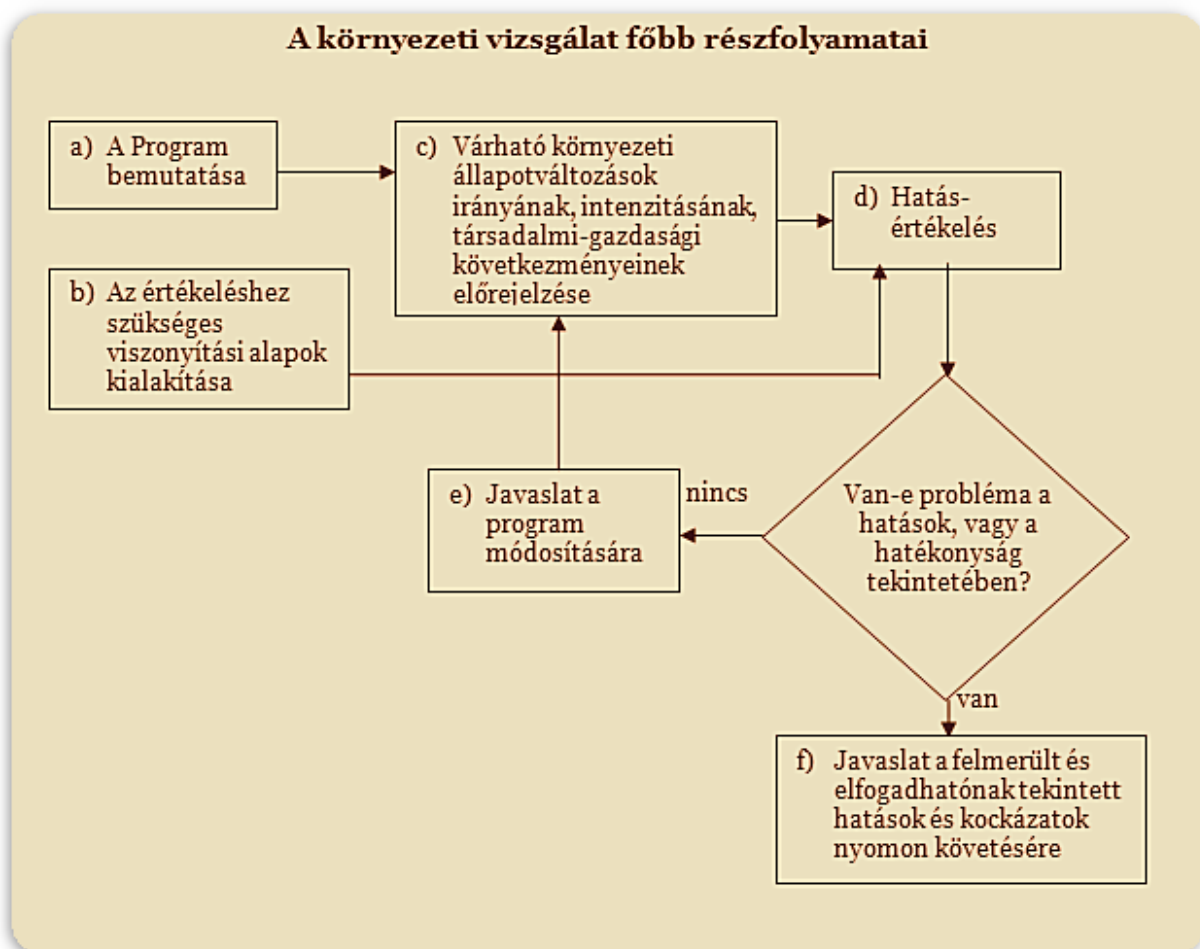 A környezeti vizsgálat főbb részfolyamatai
a) A Program
bemutatása
c) Várható környezeti
állapotváltozások
irányának, intenzitásának,
társadalmi-gazdasági
következményeinek
előrejelzése
d) Hatás-
értékelés
b) Az értékeléshez
szükséges
viszonyítási alapok
kialakítása
e) Javaslat a
program
módosítására
nincs
Van-e probléma a
hatások, vagy a
hatékonyság
tekintetében?
van
f) Javaslat a felmerült és
elfogadhatónak tekintett
hatások és kockázatok
nyomon követésére